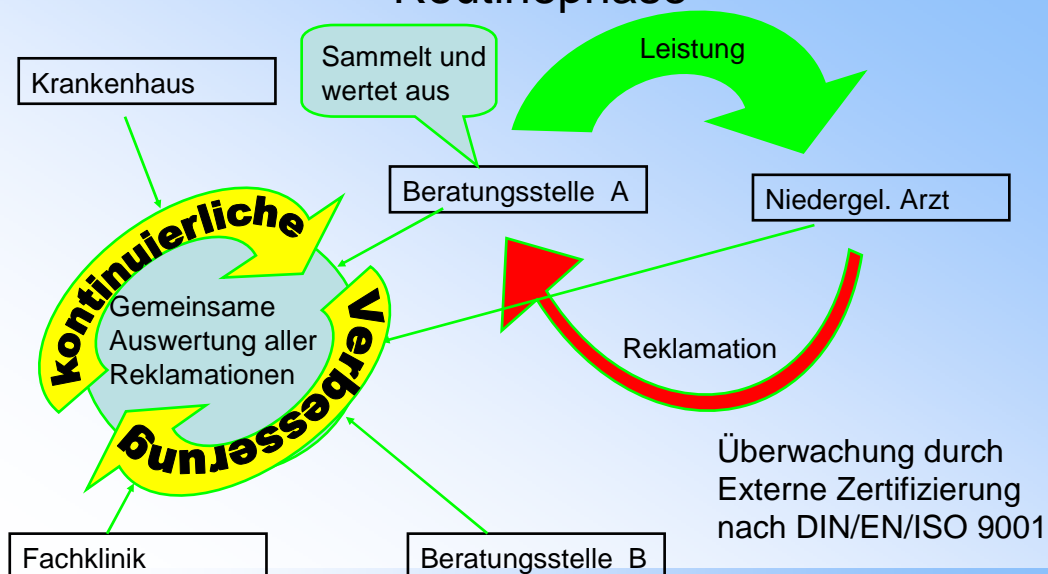 Routinephase
Sammelt und
wertet aus
Leistung
Krankenhaus
Beratungsstelle A
Niedergel. Arzt
kontinuierliche
Verbesserung
Gemeinsame
Auswertung aller
Reklamationen
Reklamation
Überwachung durch
Externe Zertifizierung
nach DIN/EN/ISO 9001
Fachklinik
Beratungsstelle B